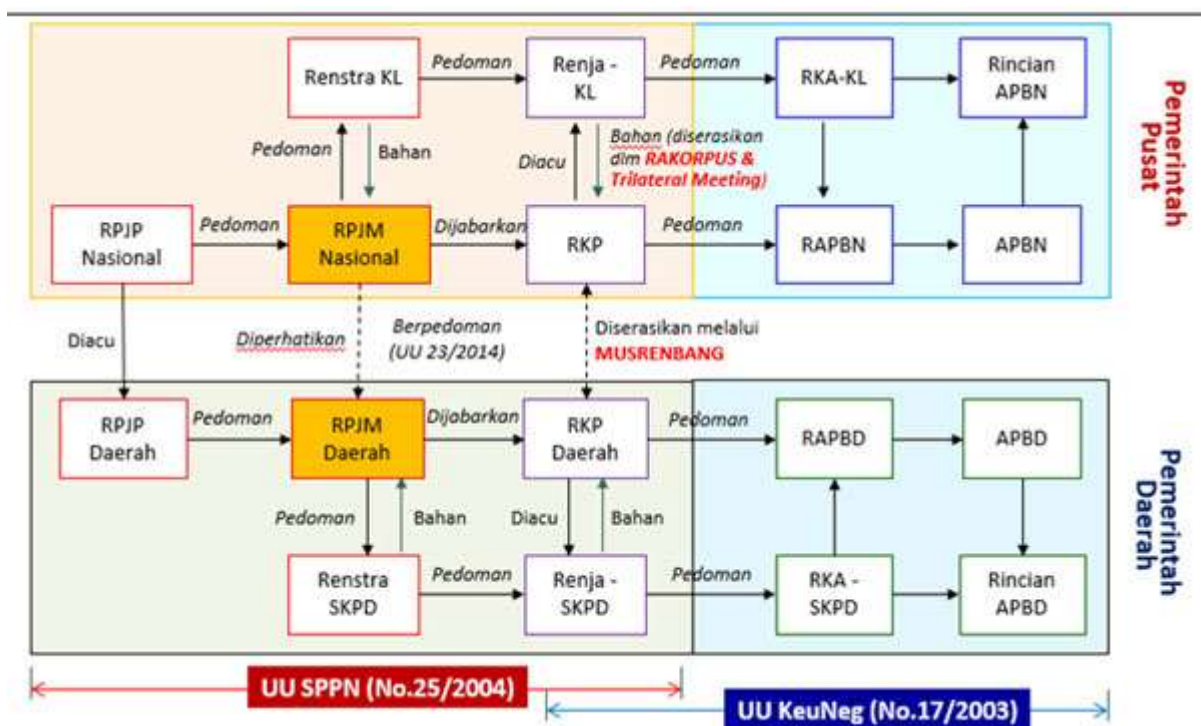 Renstra KL
Pedoman
Renja -
KL
Pedoman
RKA-KL
Rincian
APBN
Pedoman
Bahan
Diacu
Bahan (diserasikan
dlm RAKORPUS &
Trilateral Meeting)
RPJP
Nasional
Pedoman
RPJM
Nasional
Dijabarkan
RKP
Pedoman
RAPBN
APBN
Pemerintah
Pusat
Diacu
Diperhatikan
Berpedoman
(UU 23/2014)
Diserasikan melalui
MUSRENBANG
RPJP
Daerah
Pedoman
RPJM
Daerah
Dijabarkan
RKP
Daerah
Pedoman
RAPBD
APBD
Pedoman
Bahan
Diacu
Bahan
Renstra
SKPD
Pedoman
Renja -
SKPD
Pedoman
RKA -
SKPD
Rincian
APBD
Pemerintah
Daerah
UU SPPN (No.25/2004)
UU KeuNeg (No.17/2003)